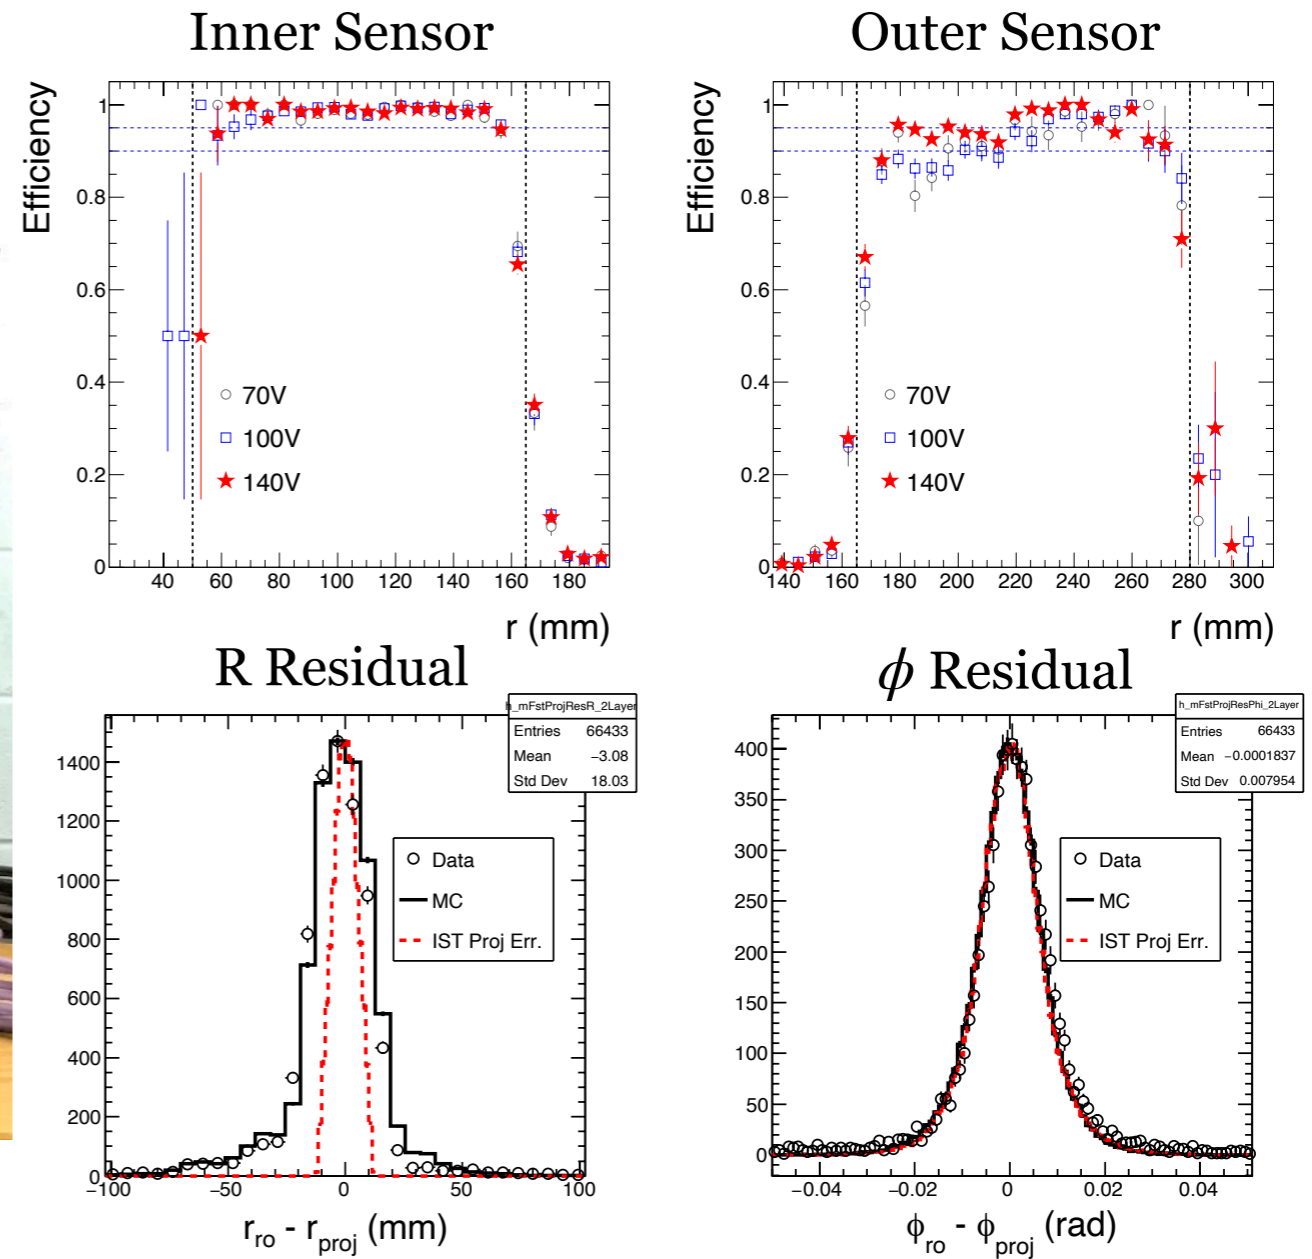 Inner Sensor
Outer Sensor
Efficiency
1
0.8
0.6
0.4
0.2
0
70V
100V
140V
40 60 80 100 120 140 160 180
r (mm)
Efficiency
1
0.8
0.6
0.4
0.2
0
70V
100V
140V
140 160 180 200 220 240 260 280 300
r (mm)
R Residual
ϕ Residual
h_mFstProjResR_2Layer
Entries 66433
Mean −3.08
Std Dev 18.03
1400
1200
1000
800
600
400
200
0
Data
MC
IST Proj Err.
−100 −50 0 50 100
r_ro - r_proj (mm)
h_mFstProjResPhi_2Layer
Entries 66433
Mean −0.0001837
Std Dev 0.007954
400
350
300
250
200
150
100
50
0
Data
MC
IST Proj Err.
−0.04 −0.02 0 0.02 0.04
ϕ_ro - ϕ_proj (rad)